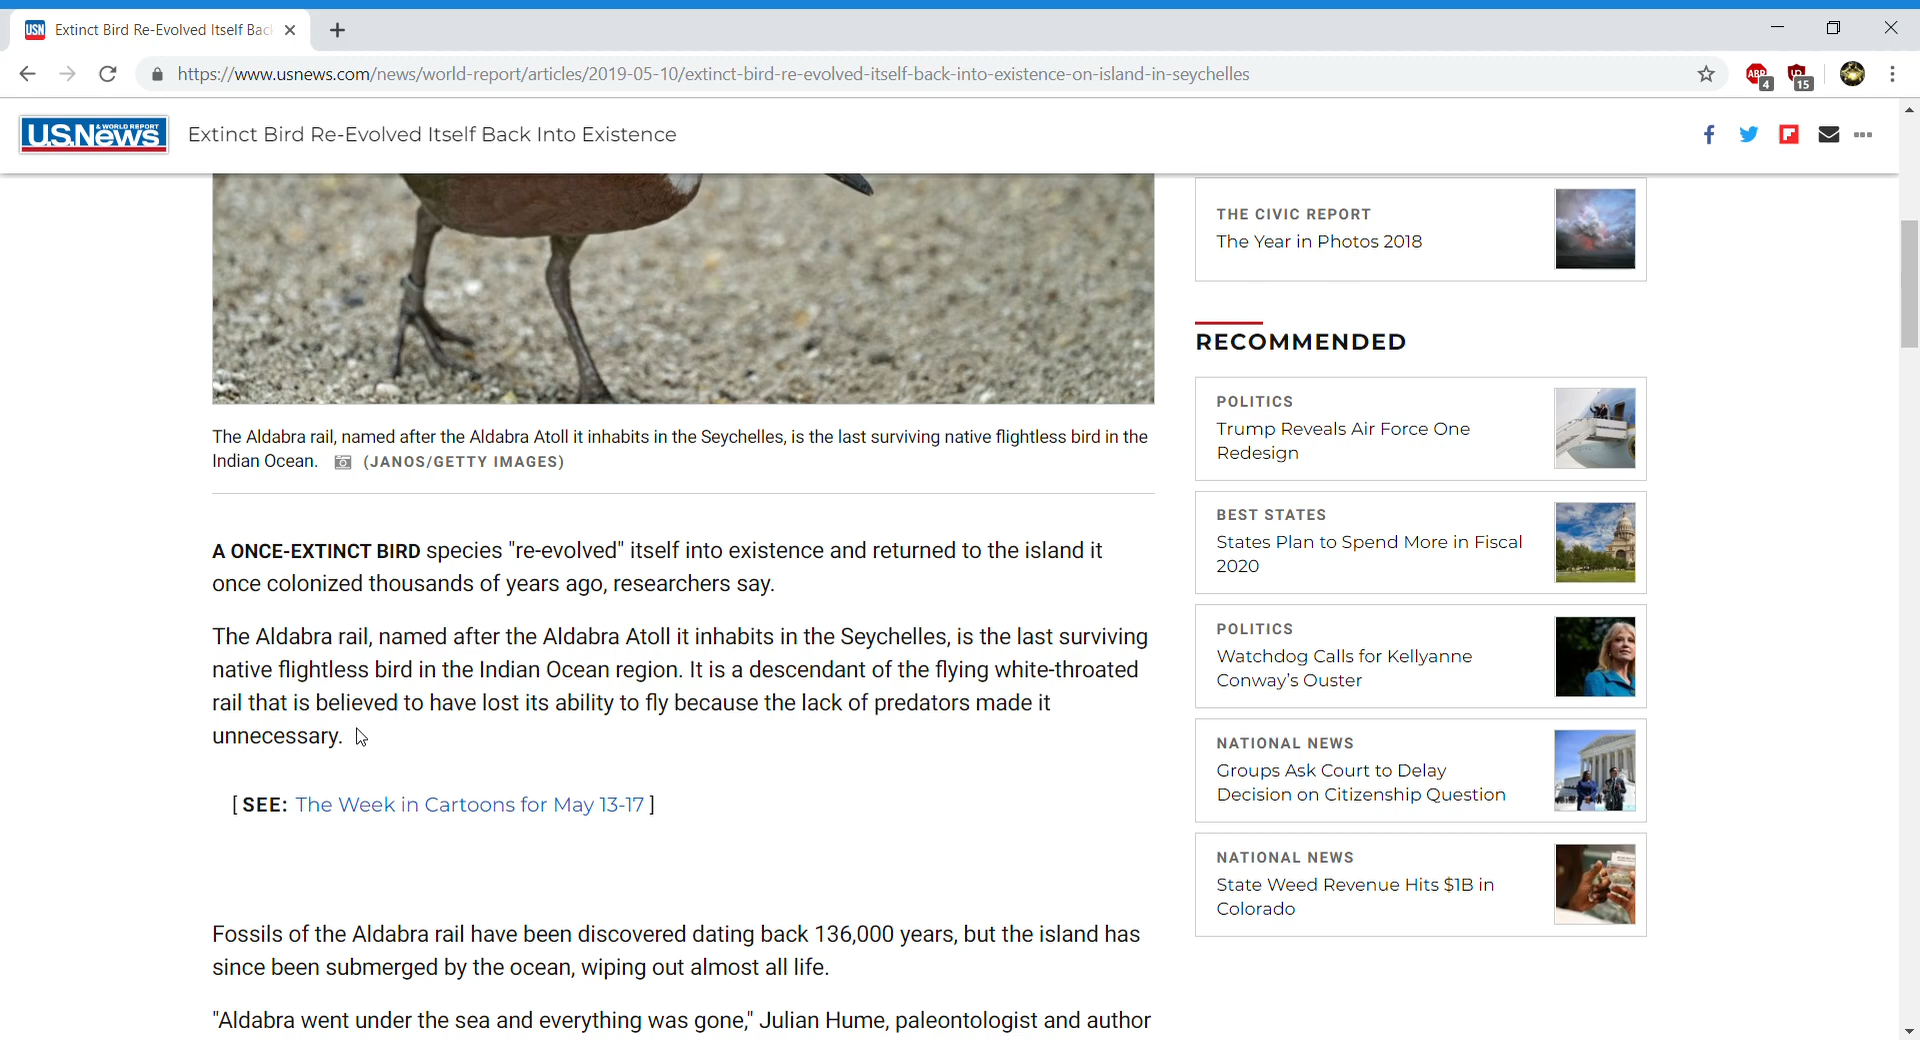 USN Extinct Bird Re-Evolved Itself Bac
https://www.usnews.com/news/world-report/articles/2019-05-10/extinct-bird-re-evolved-itself-back-into-existence-on-island-in-seychelles
ABP 4 15
U.S.News & WORLD REPORT
Extinct Bird Re-Evolved Itself Back Into Existence
THE CIVIC REPORT
The Year in Photos 2018
The Aldabra rail, named after the Aldabra Atoll it inhabits in the Seychelles, is the last surviving native flightless bird in the
Indian Ocean. (JANOS/GETTY IMAGES)
A ONCE-EXTINCT BIRD species "re-evolved" itself into existence and returned to the island it
once colonized thousands of years ago, researchers say.
The Aldabra rail, named after the Aldabra Atoll it inhabits in the Seychelles, is the last surviving
native flightless bird in the Indian Ocean region. It is a descendant of the flying white-throated
rail that is believed to have lost its ability to fly because the lack of predators made it
unnecessary.
[ SEE: The Week in Cartoons for May 13-17 ]
Fossils of the Aldabra rail have been discovered dating back 136,000 years, but the island has
since been submerged by the ocean, wiping out almost all life.
"Aldabra went under the sea and everything was gone," Julian Hume, paleontologist and author
RECOMMENDED
POLITICS
Trump Reveals Air Force One
Redesign
BEST STATES
States Plan to Spend More in Fiscal
2020
POLITICS
Watchdog Calls for Kellyanne
Conway's Ouster
NATIONAL NEWS
Groups Ask Court to Delay
Decision on Citizenship Question
NATIONAL NEWS
State Weed Revenue Hits $1B in
Colorado